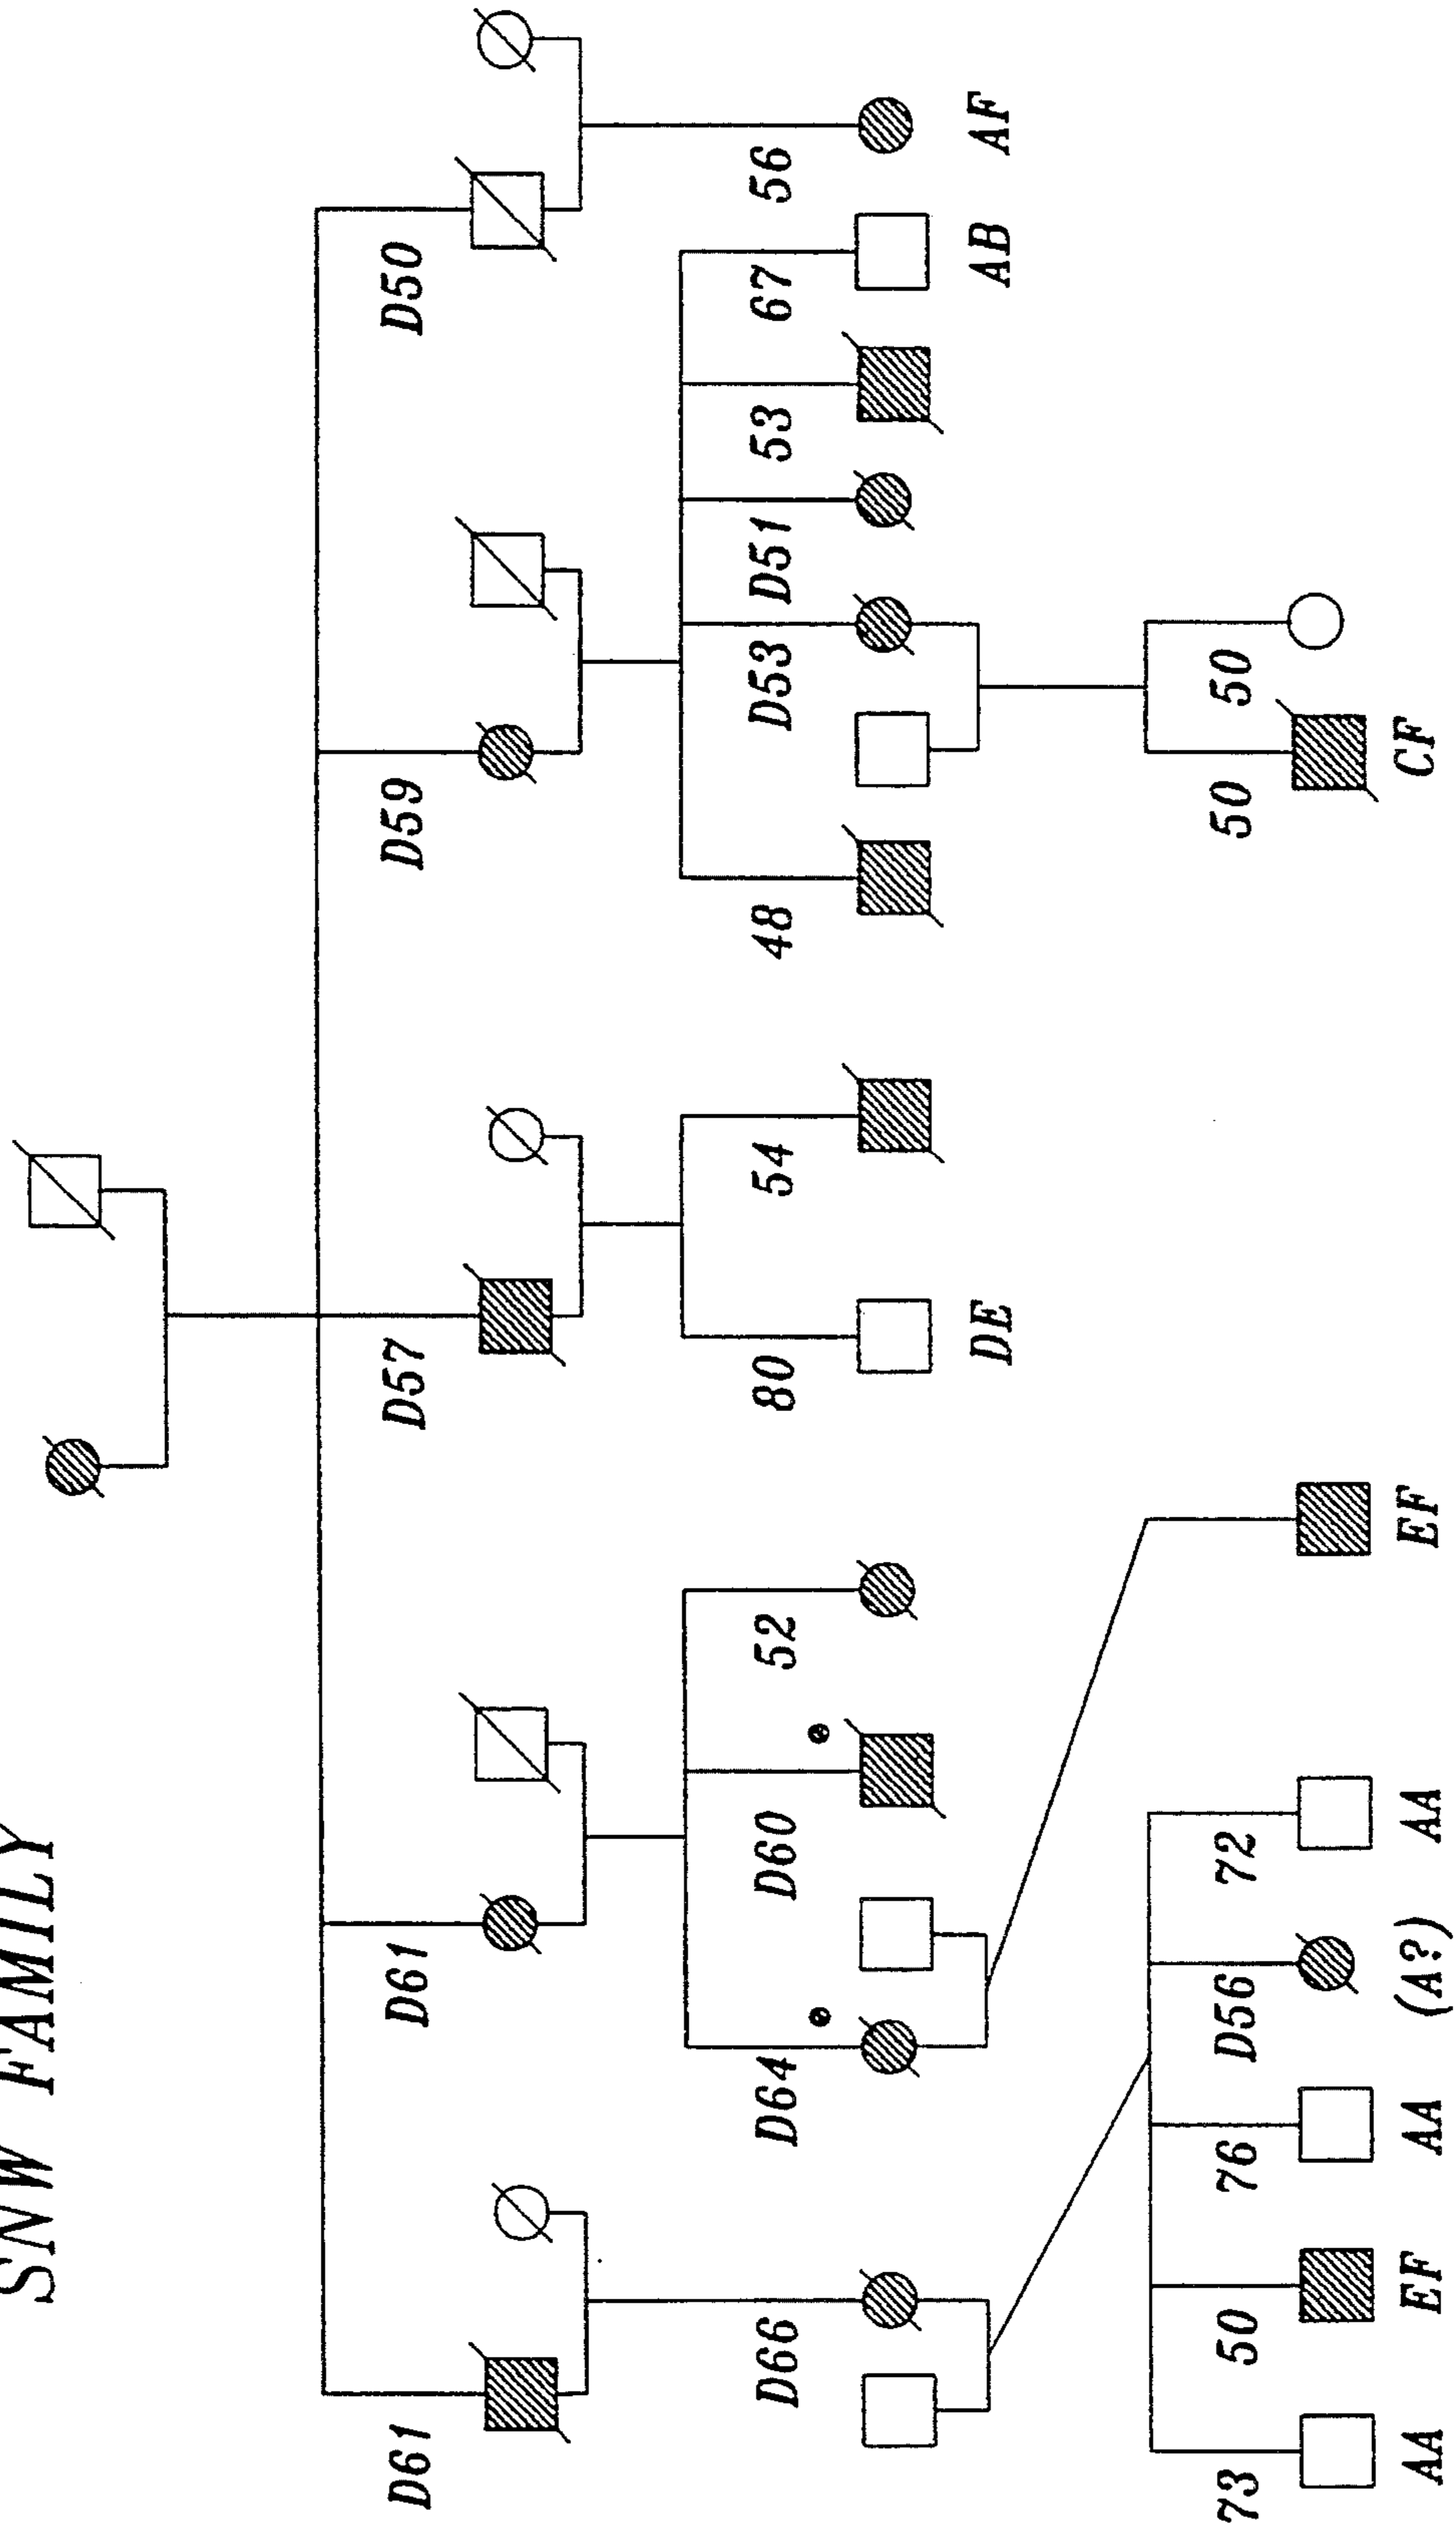 SNW FAMILY
D61 D61 D57 D59 D50
D66 D64 D60 52 80 54 48 D53 D51 53 67 56
DE AB AF
73 50 76 D56 72 50 50
AA EF AA (A?) AA EF CF